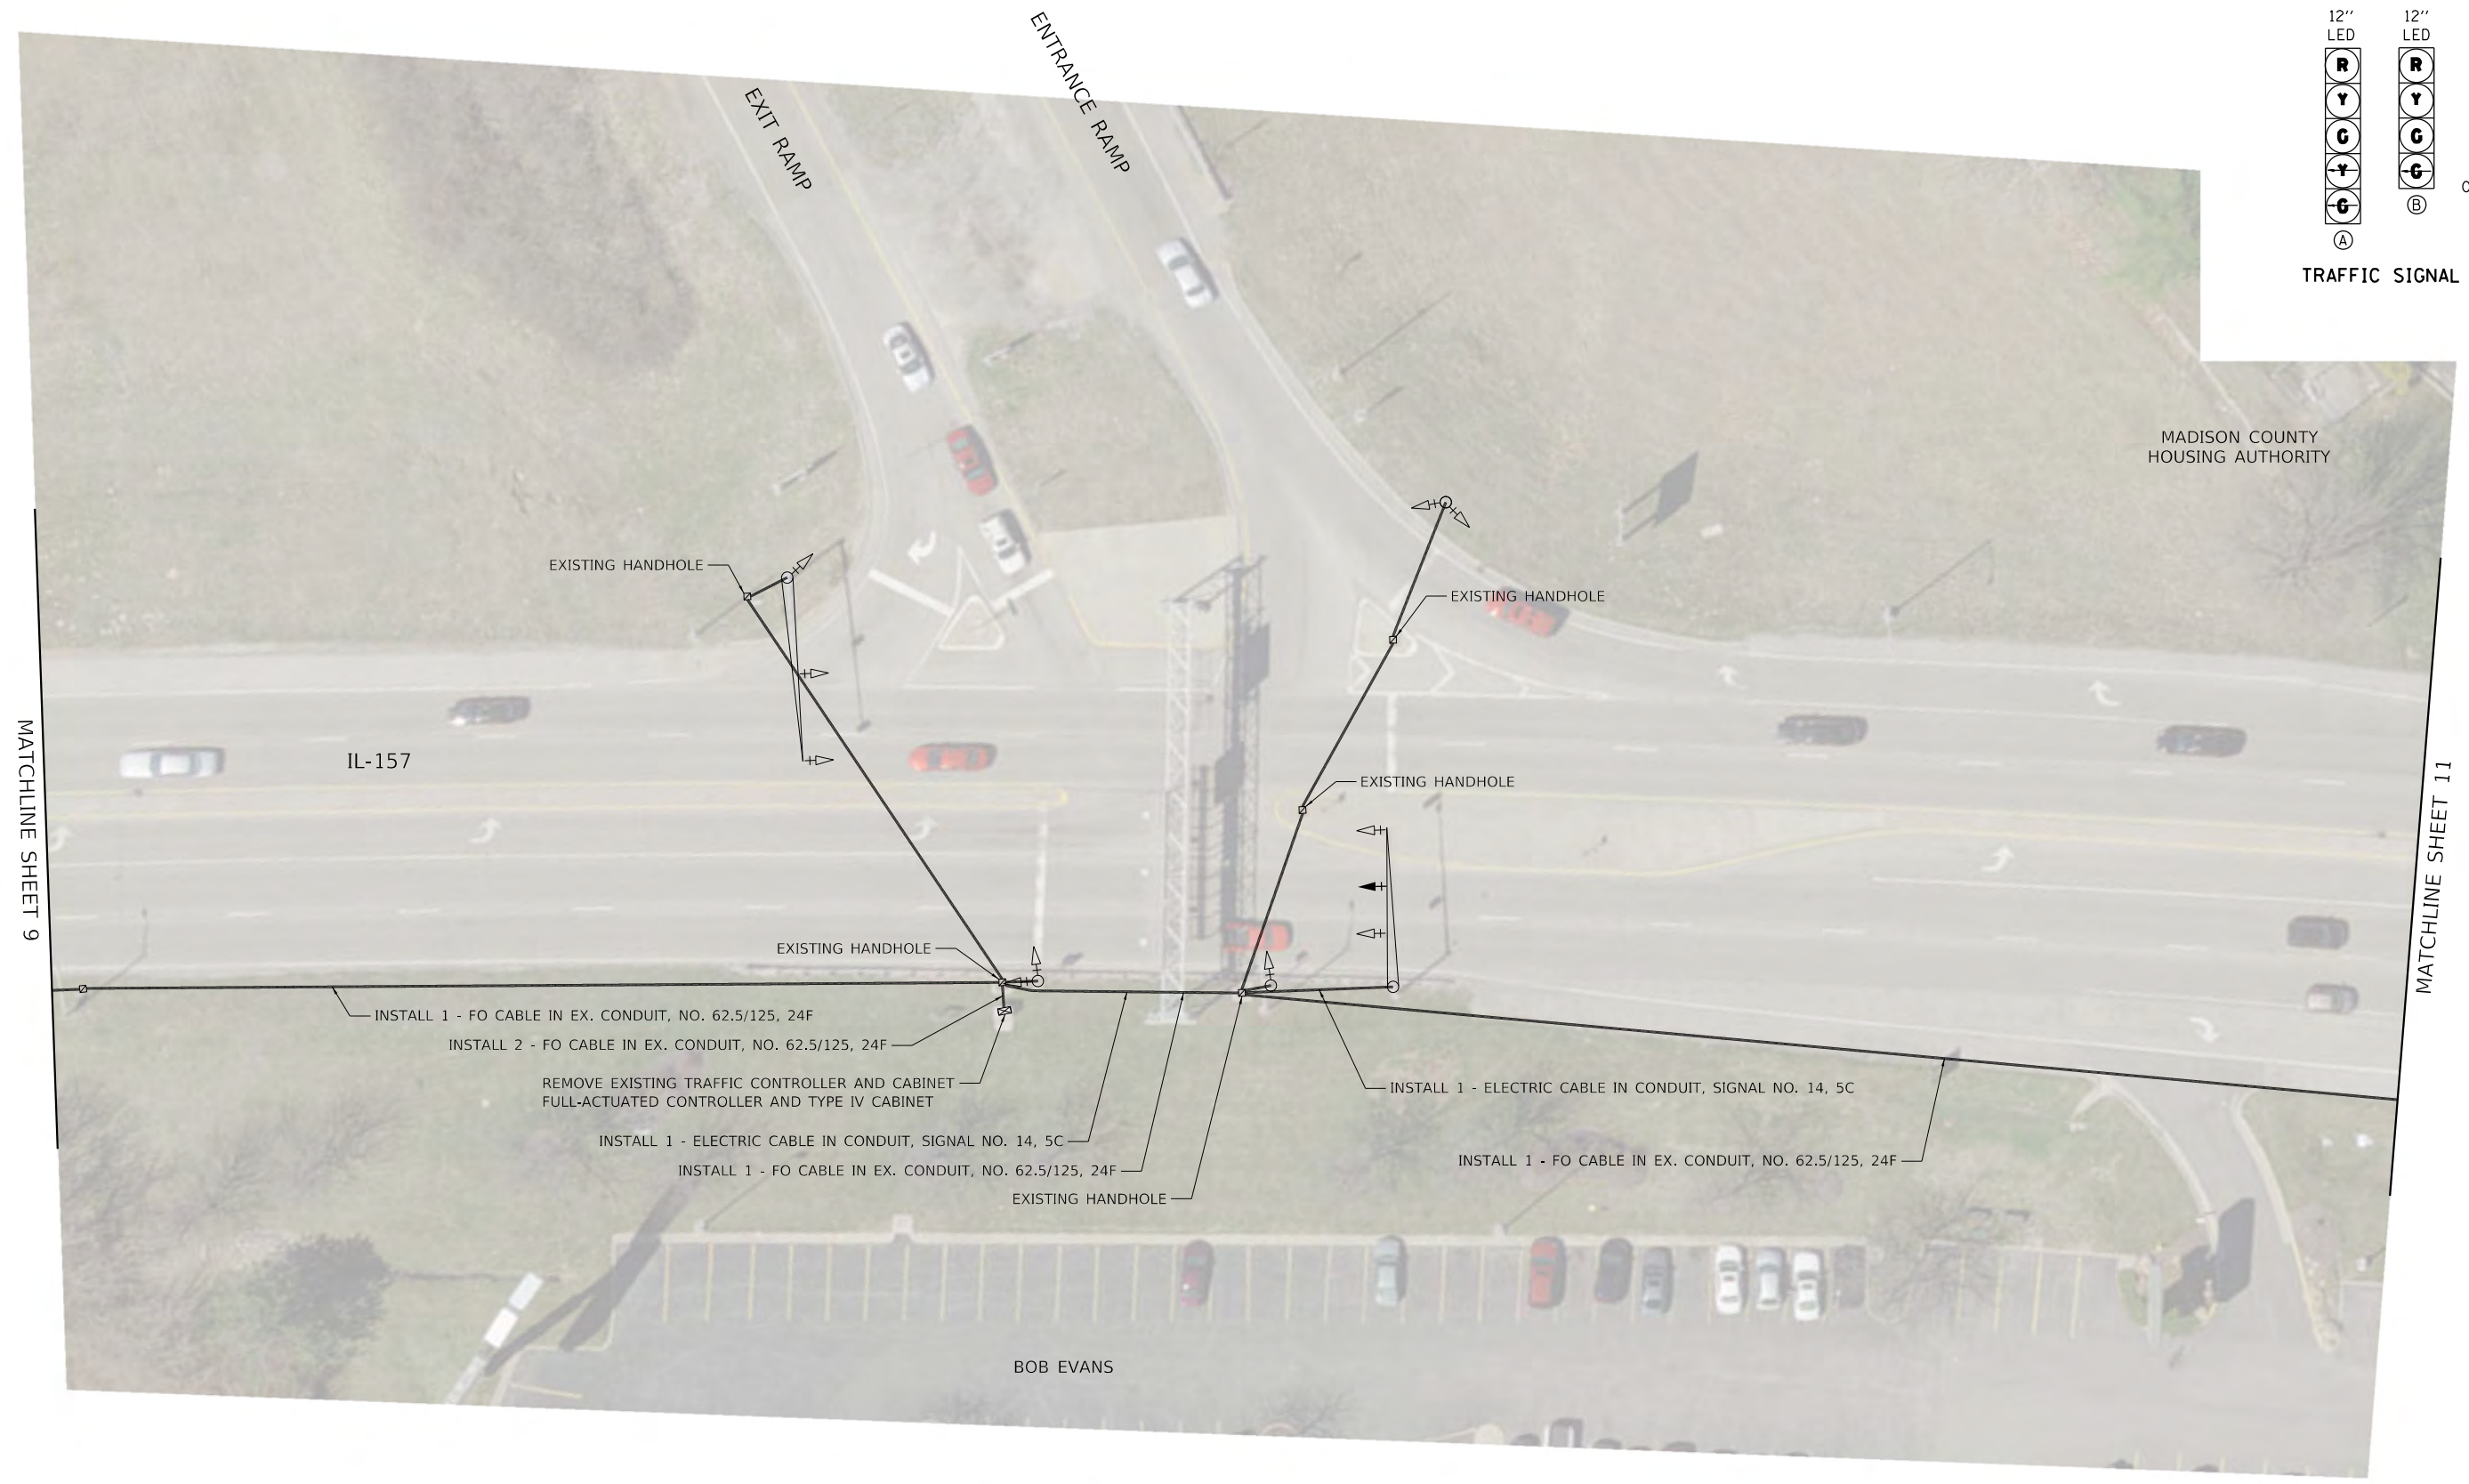 12'' LED
12'' LED
R
Y
G
Y
G
A
R
Y
G
G
B
TRAFFIC SIGNAL
ENTRANCE RAMP
EXIT RAMP
MADISON COUNTY
HOUSING AUTHORITY
EXISTING HANDHOLE
EXISTING HANDHOLE
MATCHLINE SHEET 9
IL-157
EXISTING HANDHOLE
MATCHLINE SHEET 11
EXISTING HANDHOLE
INSTALL 1 - FO CABLE IN EX. CONDUIT, NO. 62.5/125, 24F
INSTALL 2 - FO CABLE IN EX. CONDUIT, NO. 62.5/125, 24F
REMOVE EXISTING TRAFFIC CONTROLLER AND CABINET
FULL-ACTUATED CONTROLLER AND TYPE IV CABINET
INSTALL 1 - ELECTRIC CABLE IN CONDUIT, SIGNAL NO. 14, 5C
INSTALL 1 - ELECTRIC CABLE IN CONDUIT, SIGNAL NO. 14, 5C
INSTALL 1 - FO CABLE IN EX. CONDUIT, NO. 62.5/125, 24F
INSTALL 1 - FO CABLE IN EX. CONDUIT, NO. 62.5/125, 24F
EXISTING HANDHOLE
BOB EVANS